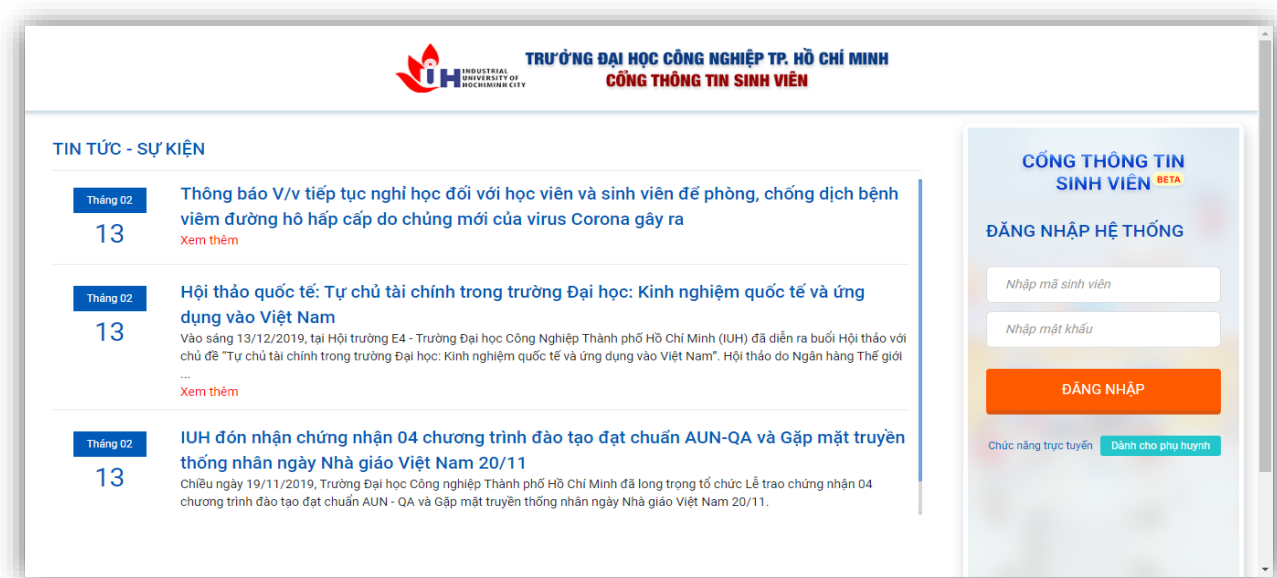 INDUSTRIAL
UNIVERSITY OF
HOCHIMINH CITY
TRƯỜNG ĐẠI HỌC CÔNG NGHIỆP TP. HỒ CHÍ MINH
CỔNG THÔNG TIN SINH VIÊN
TIN TỨC - SỰ KIỆN
Tháng 02
13
Thông báo V/v tiếp tục nghỉ học đối với học viên và sinh viên để phòng, chống dịch bệnh
viêm đường hô hấp cấp do chủng mới của virus Corona gây ra
Xem thêm
Tháng 02
13
Hội thảo quốc tế: Tự chủ tài chính trong trường Đại học: Kinh nghiệm quốc tế và ứng
dụng vào Việt Nam
Vào sáng 13/12/2019, tại Hội trường E4 - Trường Đại học Công Nghiệp Thành phố Hồ Chí Minh (IUH) đã diễn ra buổi Hội thảo với
chủ đề “Tự chủ tài chính trong trường Đại học: Kinh nghiệm quốc tế và ứng dụng vào Việt Nam”. Hội thảo do Ngân hàng Thế giới
...
Xem thêm
Tháng 02
13
IUH đón nhận chứng nhận 04 chương trình đào tạo đạt chuẩn AUN-QA và Gặp mặt truyền
thống nhân ngày Nhà giáo Việt Nam 20/11
Chiều ngày 19/11/2019, Trường Đại học Công nghiệp Thành phố Hồ Chí Minh đã long trọng tổ chức Lễ trao chứng nhận 04
chương trình đào tạo đạt chuẩn AUN - QA và Gặp mặt truyền thống nhân ngày Nhà giáo Việt Nam 20/11.
CỔNG THÔNG TIN
SINH VIÊN BETA
ĐĂNG NHẬP HỆ THỐNG
Nhập mã sinh viên
Nhập mật khẩu
ĐĂNG NHẬP
Chức năng trực tuyến Dành cho phụ huynh